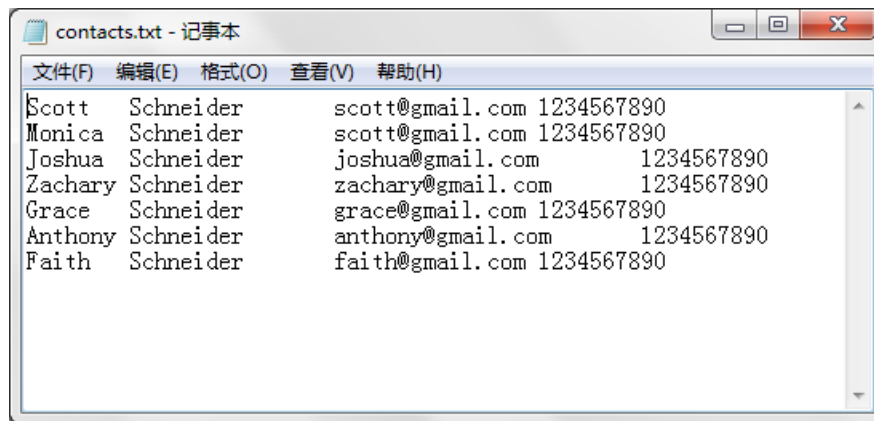 contacts.txt - 记事本
文件(F) 编辑(E) 格式(O) 查看(V) 帮助(H)
Scott Schneider scott@gmail.com 1234567890
Monica Schneider scott@gmail.com 1234567890
Joshua Schneider joshua@gmail.com 1234567890
Zachary Schneider zachary@gmail.com 1234567890
Grace Schneider grace@gmail.com 1234567890
Anthony Schneider anthony@gmail.com 1234567890
Faith Schneider faith@gmail.com 1234567890